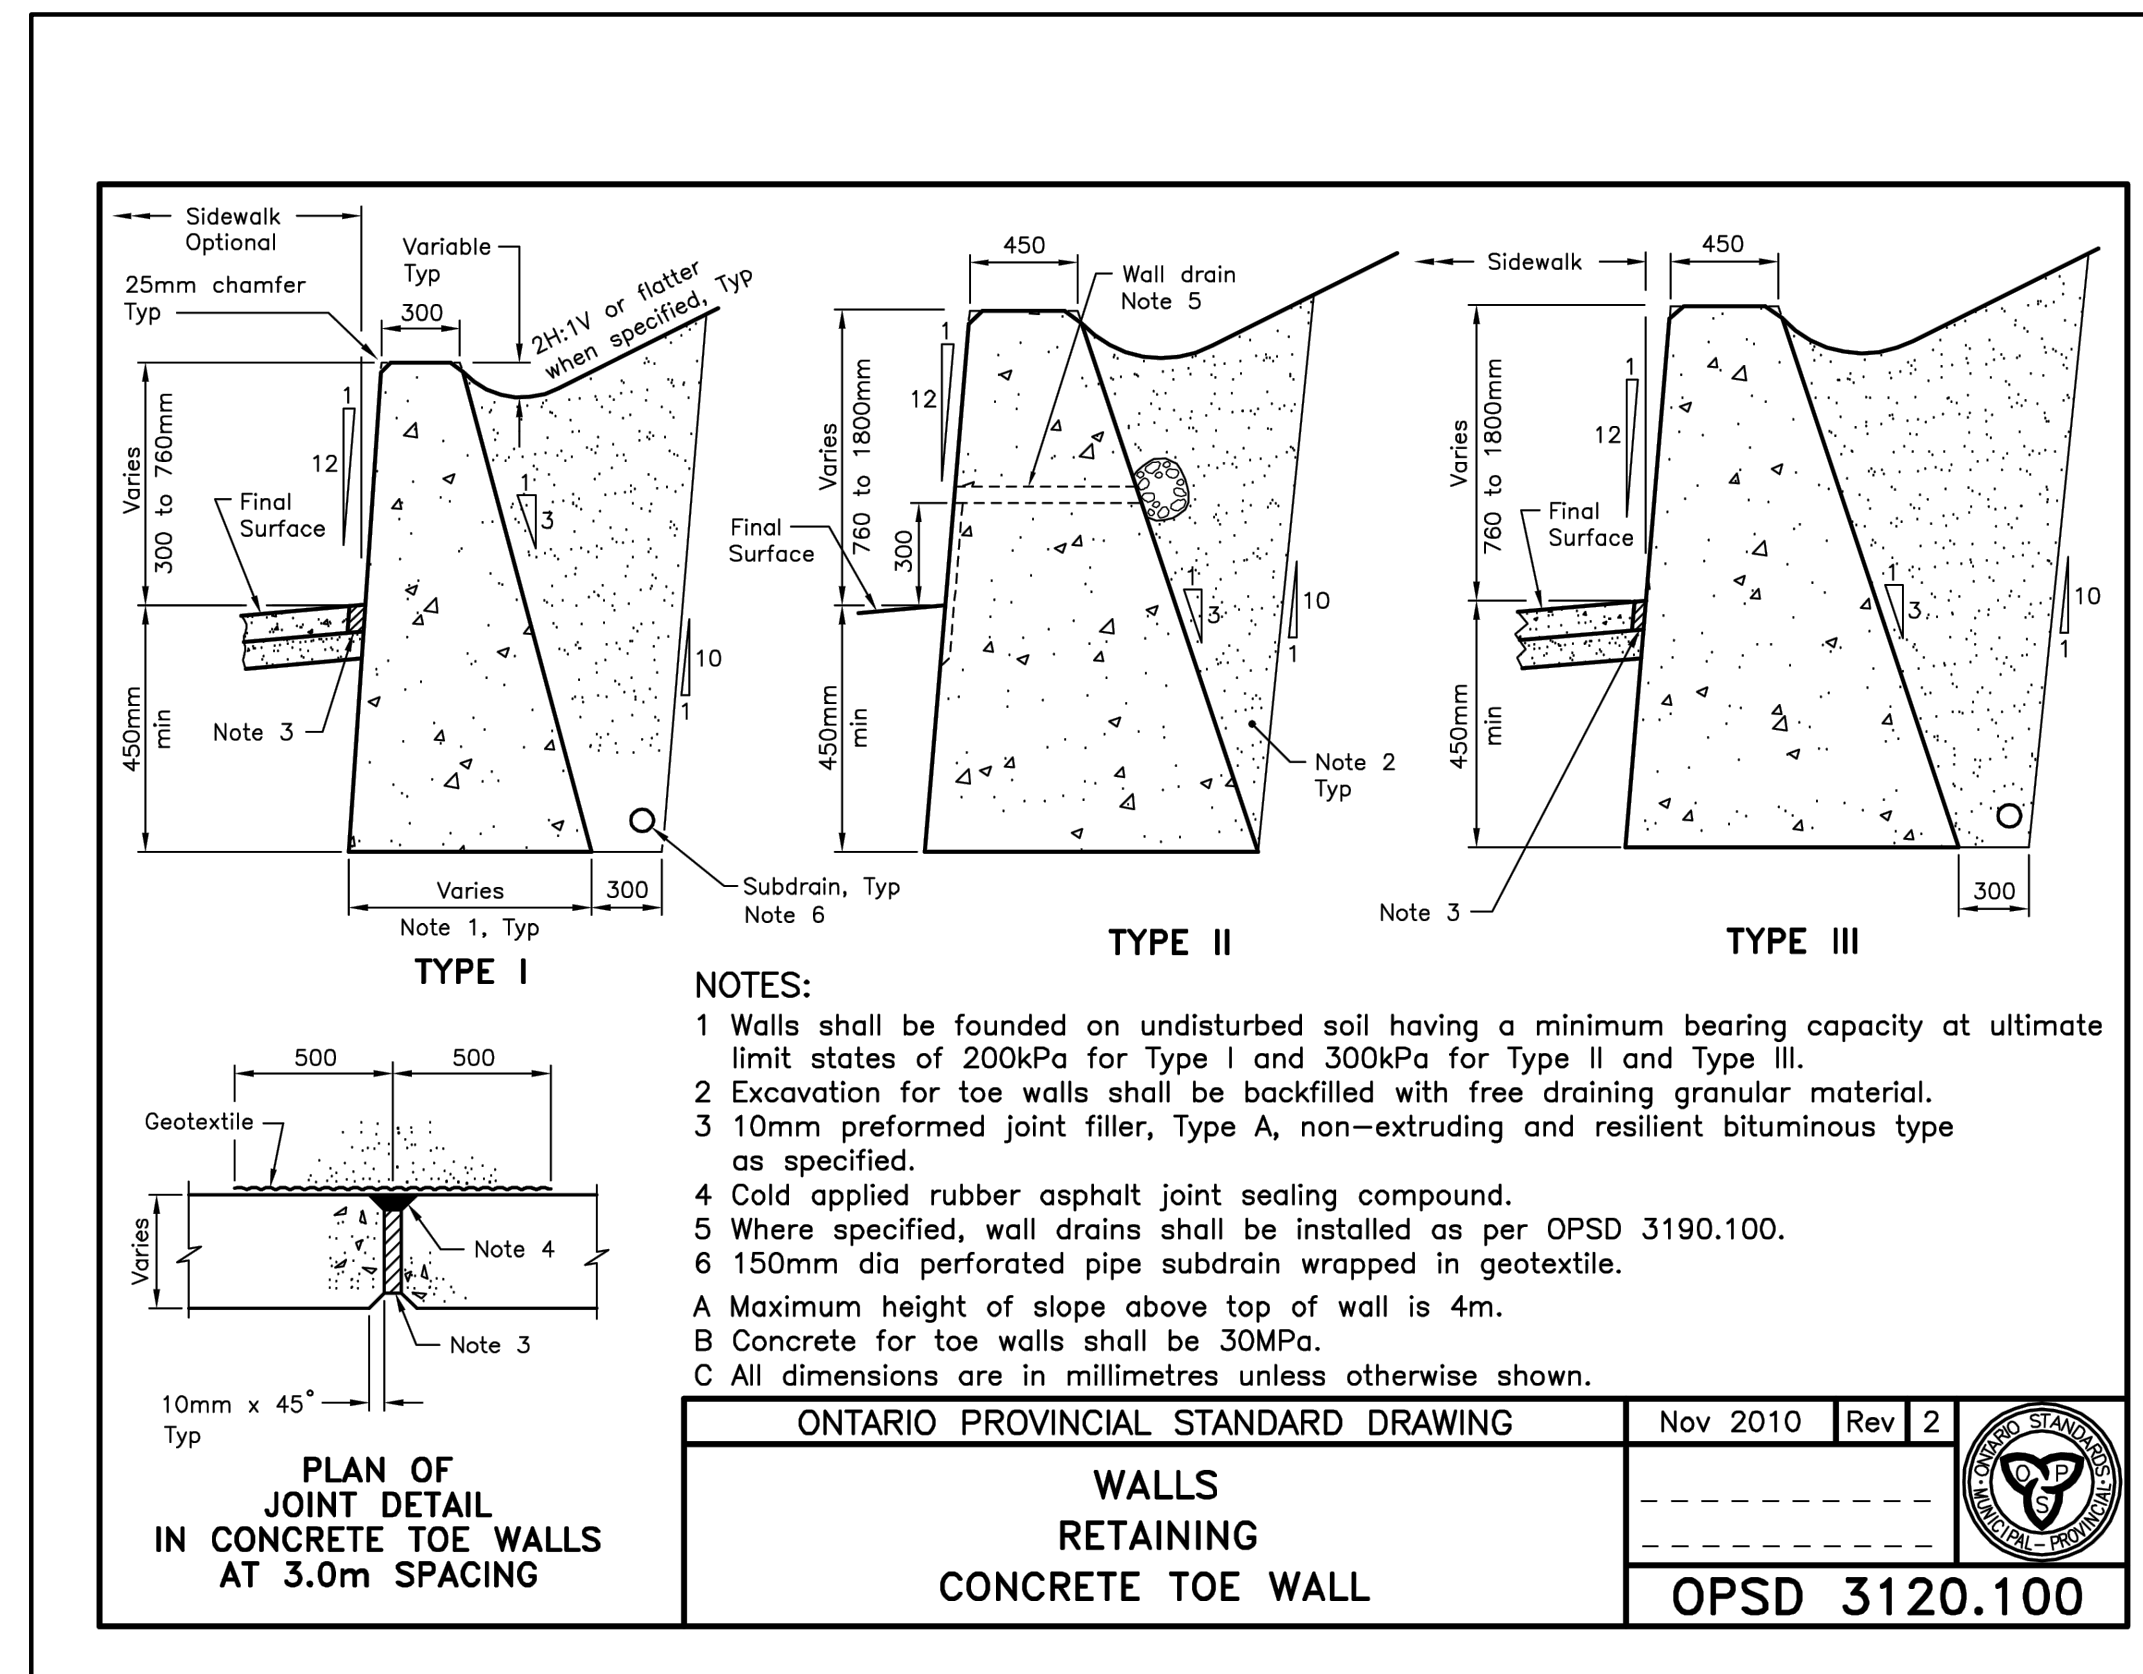 Sidewalk
Optional
25mm chamfer
Typ
Variable
Typ
300
2H:1V or flatter
when specified, Typ
Varies
300 to 760mm
1
12
1
3
Final
Surface
10
1
450mm
min
Note 3
Varies
Note 1, Typ
300
Subdrain, Typ
Note 6
TYPE I
450
Wall drain
Note 5
1
12
Varies
760 to 1800mm
300
Final
Surface
1
3
10
1
450mm
min
Note 2
Typ
TYPE II
Sidewalk
450
1
12
Varies
760 to 1800mm
Final
Surface
1
3
10
1
450mm
min
Note 3
300
TYPE III
500
500
Geotextile
Varies
Note 4
Note 3
10mm x 45°
Typ
PLAN OF
JOINT DETAIL
IN CONCRETE TOE WALLS
AT 3.0m SPACING
NOTES:
1 Walls shall be founded on undisturbed soil having a minimum bearing capacity at ultimate
limit states of 200kPa for Type I and 300kPa for Type II and Type III.
2 Excavation for toe walls shall be backfilled with free draining granular material.
3 10mm preformed joint filler, Type A, non-extruding and resilient bituminous type
as specified.
4 Cold applied rubber asphalt joint sealing compound.
5 Where specified, wall drains shall be installed as per OPSD 3190.100.
6 150mm dia perforated pipe subdrain wrapped in geotextile.
A Maximum height of slope above top of wall is 4m.
B Concrete for toe walls shall be 30MPa.
C All dimensions are in millimetres unless otherwise shown.
ONTARIO PROVINCIAL STANDARD DRAWING
Nov 2010
Rev
2
WALLS
RETAINING
CONCRETE TOE WALL
ONTARIO STANDARDS
MUNICIPAL-PROVINCIAL
O P
S
OPSD 3120.100